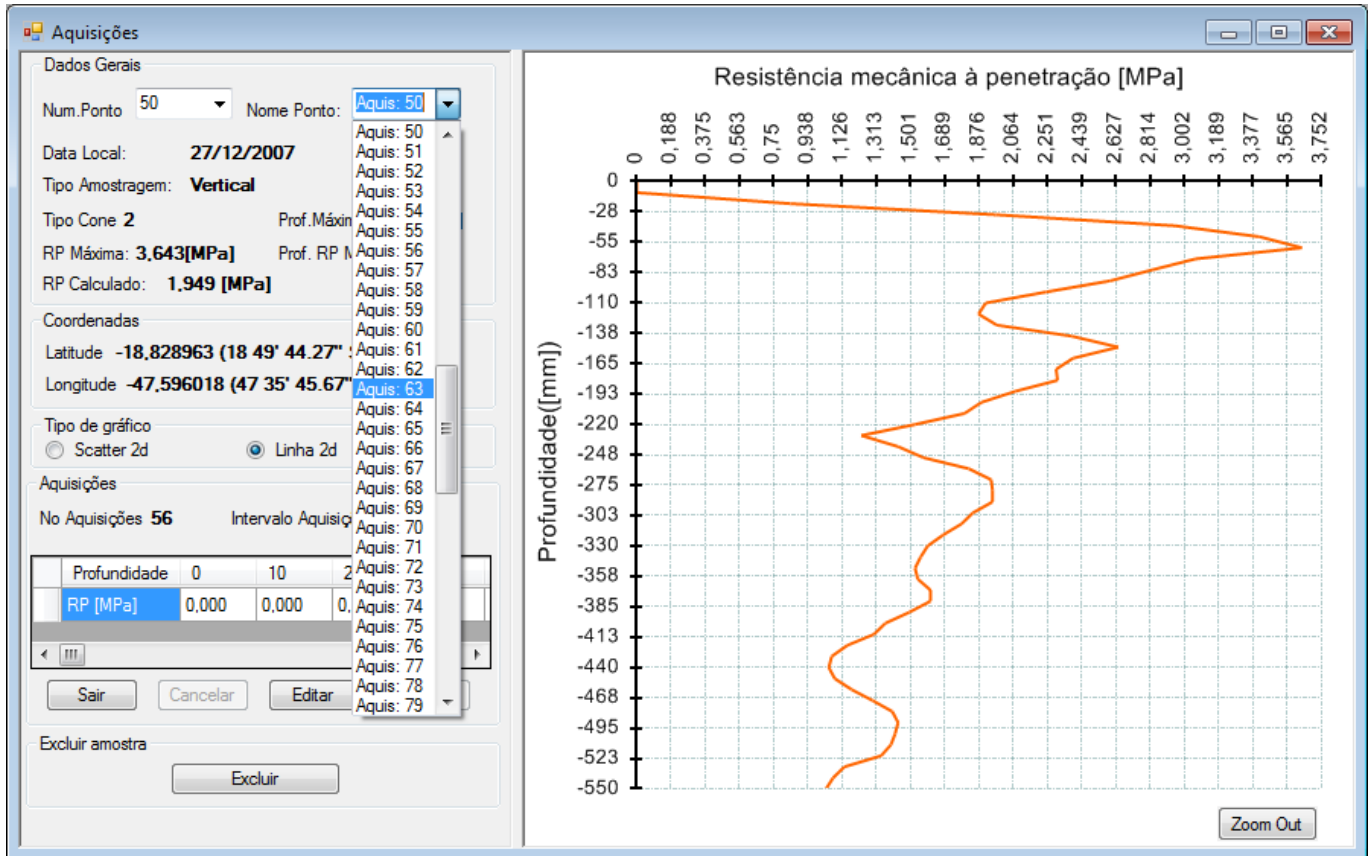 Aquisições
Dados Gerais
Num.Ponto 50 Nome Ponto: Aquis: 50
Data Local: 27/12/2007
Tipo Amostragem: Vertical
Tipo Cone 2 Prof.Máxim
RP Máxima: 3,643[MPa] Prof. RP M
RP Calculado: 1,949 [MPa]
Coordenadas
Latitude -18,828963 (18 49' 44.27"
Longitude -47,596018 (47 35' 45.67"
Tipo de gráfico
Scatter 2d Linha 2d
Aquisições
No Aquisições 56 Intervalo Aquisiç
Profundidade 0 10 2
RP [MPa] 0,000 0,000 0,
Sair Cancelar Editar
Excluir amostra
Excluir
Aquis: 50
Aquis: 51
Aquis: 52
Aquis: 53
Aquis: 54
Aquis: 55
Aquis: 56
Aquis: 57
Aquis: 58
Aquis: 59
Aquis: 60
Aquis: 61
Aquis: 62
Aquis: 63
Aquis: 64
Aquis: 65
Aquis: 66
Aquis: 67
Aquis: 68
Aquis: 69
Aquis: 70
Aquis: 71
Aquis: 72
Aquis: 73
Aquis: 74
Aquis: 75
Aquis: 76
Aquis: 77
Aquis: 78
Aquis: 79
Resistência mecânica à penetração [MPa]
0 0,188 0,375 0,563 0,75 0,938 1,126 1,313 1,501 1,689 1,876 2,064 2,251 2,439 2,627 2,814 3,002 3,189 3,377 3,565 3,752
Profundidade([mm])
0
-28
-55
-83
-110
-138
-165
-193
-220
-248
-275
-303
-330
-358
-385
-413
-440
-468
-495
-523
-550
Zoom Out